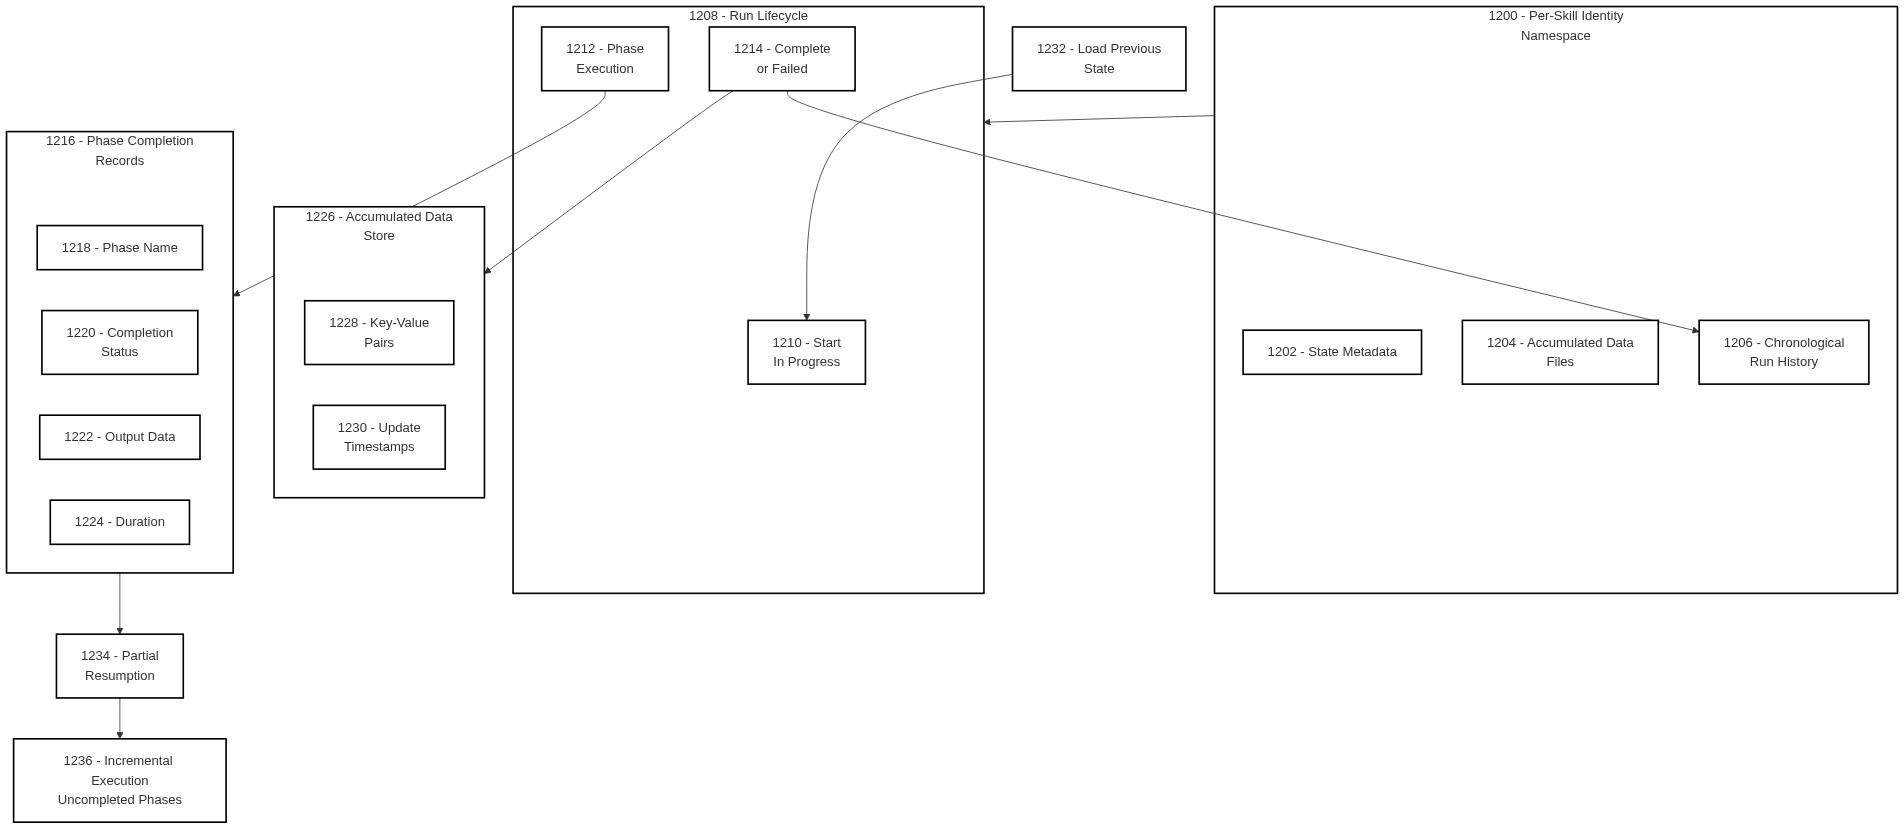 1208 - Run Lifecycle
1212 - Phase
Execution
1214 - Complete
or Failed
1232 - Load Previous
State
1200 - Per-Skill Identity
Namespace
1216 - Phase Completion
Records
1218 - Phase Name
1220 - Completion
Status
1222 - Output Data
1224 - Duration
1226 - Accumulated Data
Store
1228 - Key-Value
Pairs
1230 - Update
Timestamps
1210 - Start
In Progress
1202 - State Metadata
1204 - Accumulated Data
Files
1206 - Chronological
Run History
1234 - Partial
Resumption
1236 - Incremental
Execution
Uncompleted Phases